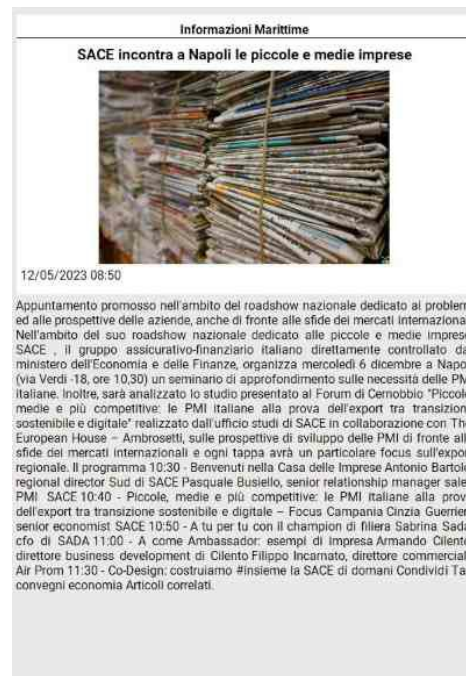 Informazioni Marittime
SACE incontra a Napoli le piccole e medie imprese
12/05/2023 08:50
Appuntamento promosso nell'ambito del roadshow nazionale dedicato ai problem
ed alle prospettive delle aziende, anche di fronte alle sfide dei mercati internaziona
Nell'ambito del suo roadshow nazionale dedicato alle piccole e medie imprese
SACE , il gruppo assicurativo-finanziario italiano direttamente controllato da
ministero dell'Economia e delle Finanze, organizza mercoledì 6 dicembre a Napo
(via Verdi -18, ore 10,30) un seminario di approfondimento sulle necessità delle PM
italiane. Inoltre, sarà analizzato lo studio presentato al Forum di Cernobbio "Piccole
medie e più competitive: le PMI italiane alla prova dell'export tra transizion
sostenibile e digitale" realizzato dall'ufficio studi di SACE in collaborazione con Th
European House – Ambrosetti, sulle prospettive di sviluppo delle PMI di fronte all
sfide dei mercati internazionali e ogni tappa avrà un particolare focus sull'expor
regionale. Il programma 10:30 - Benvenuti nella Casa delle Imprese Antonio Bartol
regional director Sud di SACE Pasquale Busiello, senior relationship manager sale
PMI SACE 10:40 - Piccole, medie e più competitive: le PMI italiane alla prov
dell'export tra transizione sostenibile e digitale – Focus Campania Cinzia Guerrier
senior economist SACE 10:50 - A tu per tu con il champion di filiera Sabrina Sada
cfo di SADA 11:00 - A come Ambassador: esempi di impresa Armando Cilento
direttore business development di Cilento Filippo Incarnato, direttore commercial
Air Prom 11:30 - Co-Design: costruiamo #insieme la SACE di domani Condividi Ta
convegni economia Articoli correlati.